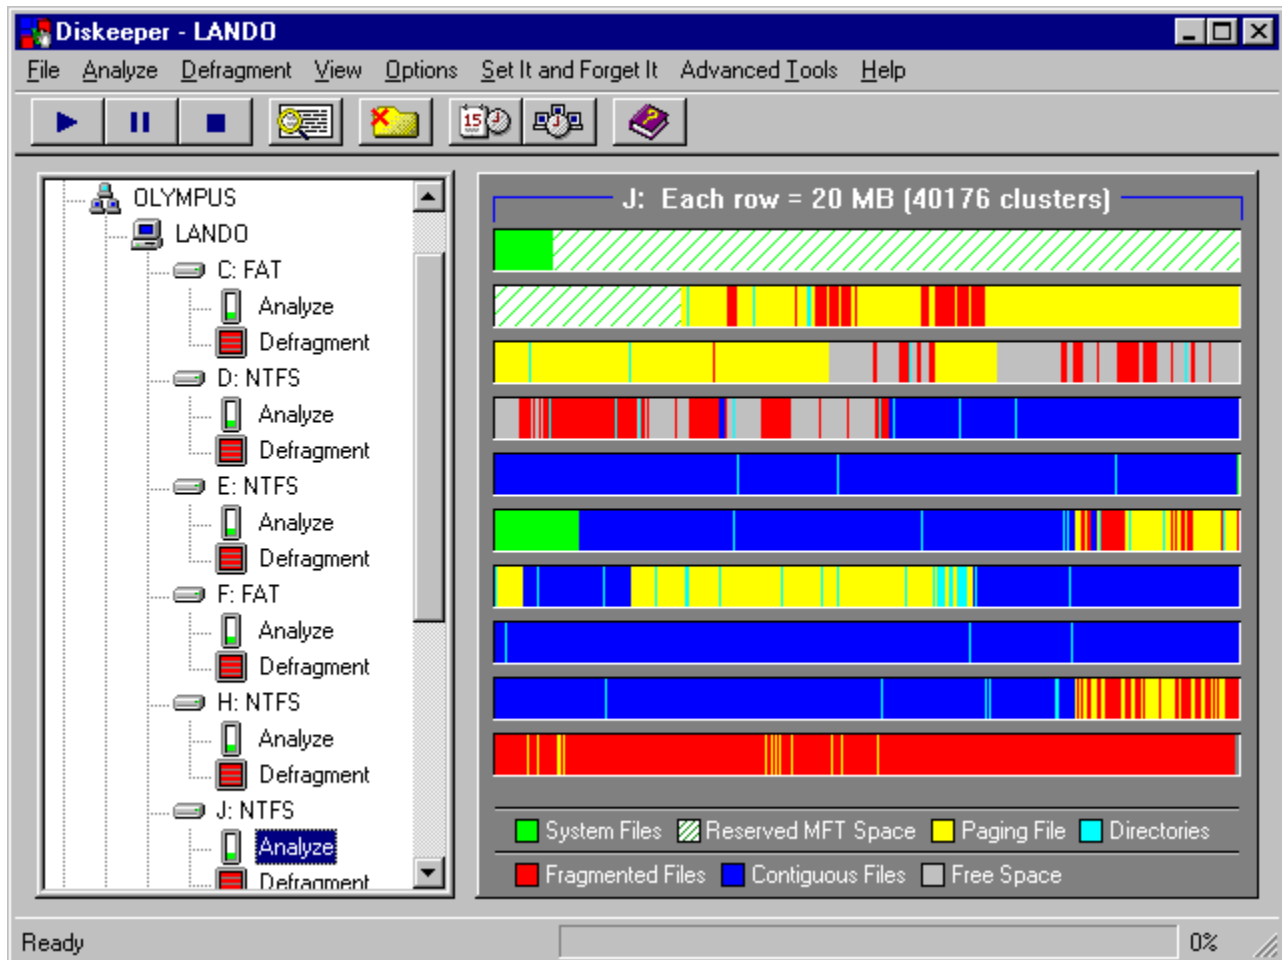 Diskeeper - LANDO
File Analyze Defragment View Options Set It and Forget It Advanced Tools Help
15
OLYMPUS
LANDO
C: FAT
Analyze
Defragment
D: NTFS
Analyze
Defragment
E: NTFS
Analyze
Defragment
F: FAT
Analyze
Defragment
H: NTFS
Analyze
Defragment
J: NTFS
Analyze
Defragment
J: Each row = 20 MB (40176 clusters)
System Files Reserved MFT Space Paging File Directories
Fragmented Files Contiguous Files Free Space
Ready 0%